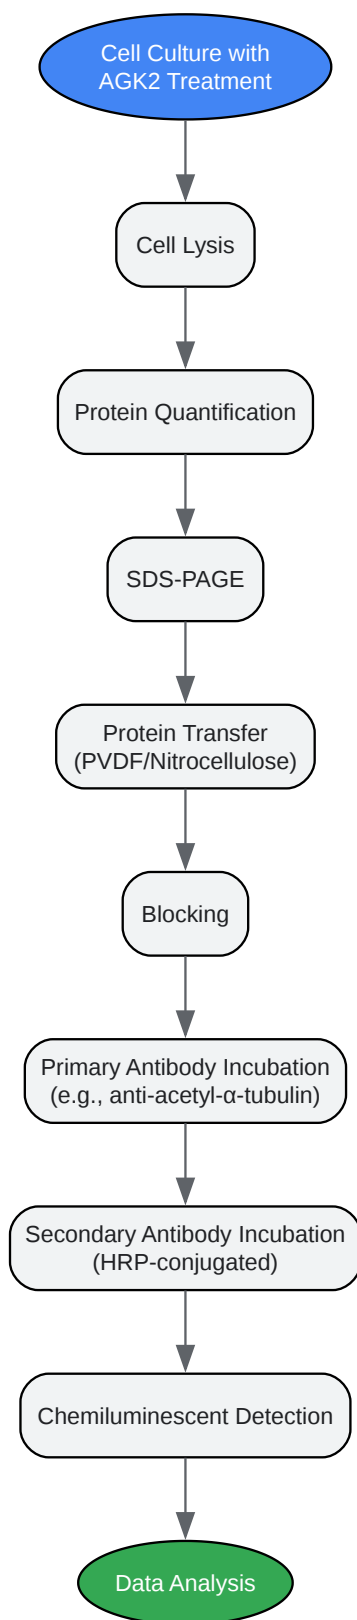 Cell Culture with
AGK2 Treatment
Cell Lysis
Protein Quantification
SDS-PAGE
Protein Transfer
(PVDF/Nitrocellulose)
Blocking
Primary Antibody Incubation
(e.g., anti-acetyl-α-tubulin)
Secondary Antibody Incubation
(HRP-conjugated)
Chemiluminescent Detection
Data Analysis